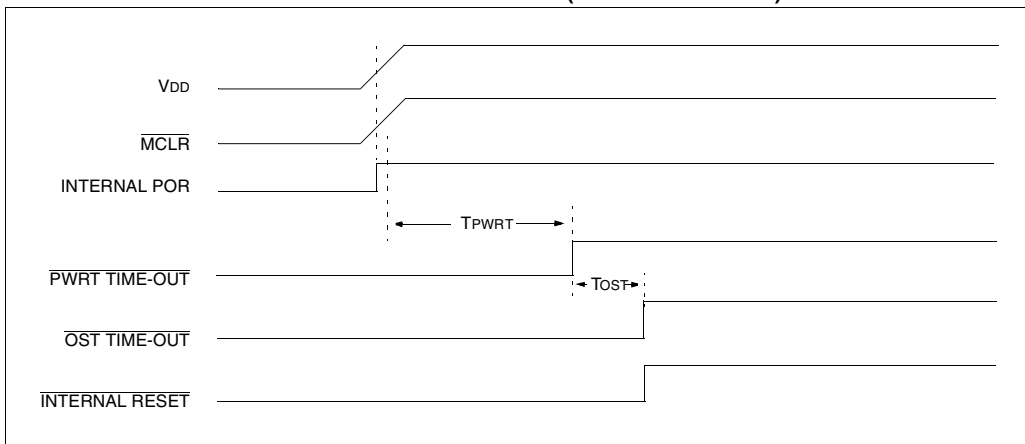 VDD
MCLR
INTERNAL POR
TPWRT
PWRT TIME-OUT
TOST
OST TIME-OUT
INTERNAL RESET